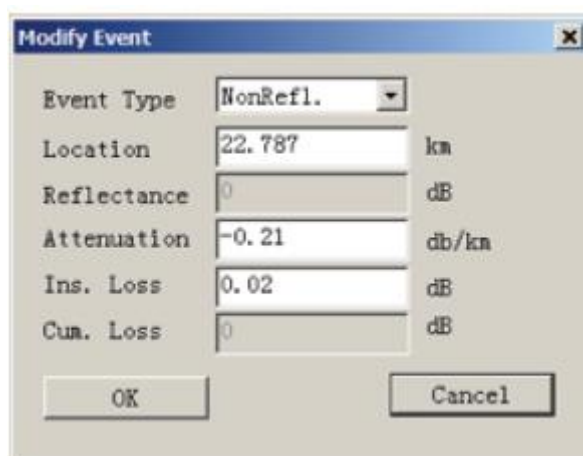 Modify Event
Event Type NonRefl.
Location 22.787 km
Reflectance 0 dB
Attenuation -0.21 db/km
Ins. Loss 0.02 dB
Cum. Loss 0 dB
OK Cancel